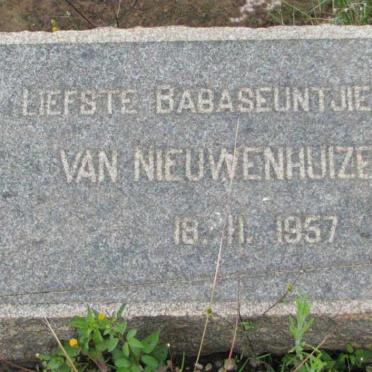 LIEFSTE BABASEUNTJIE
VAN NIEUWENHUIZE
18. 11. 1957